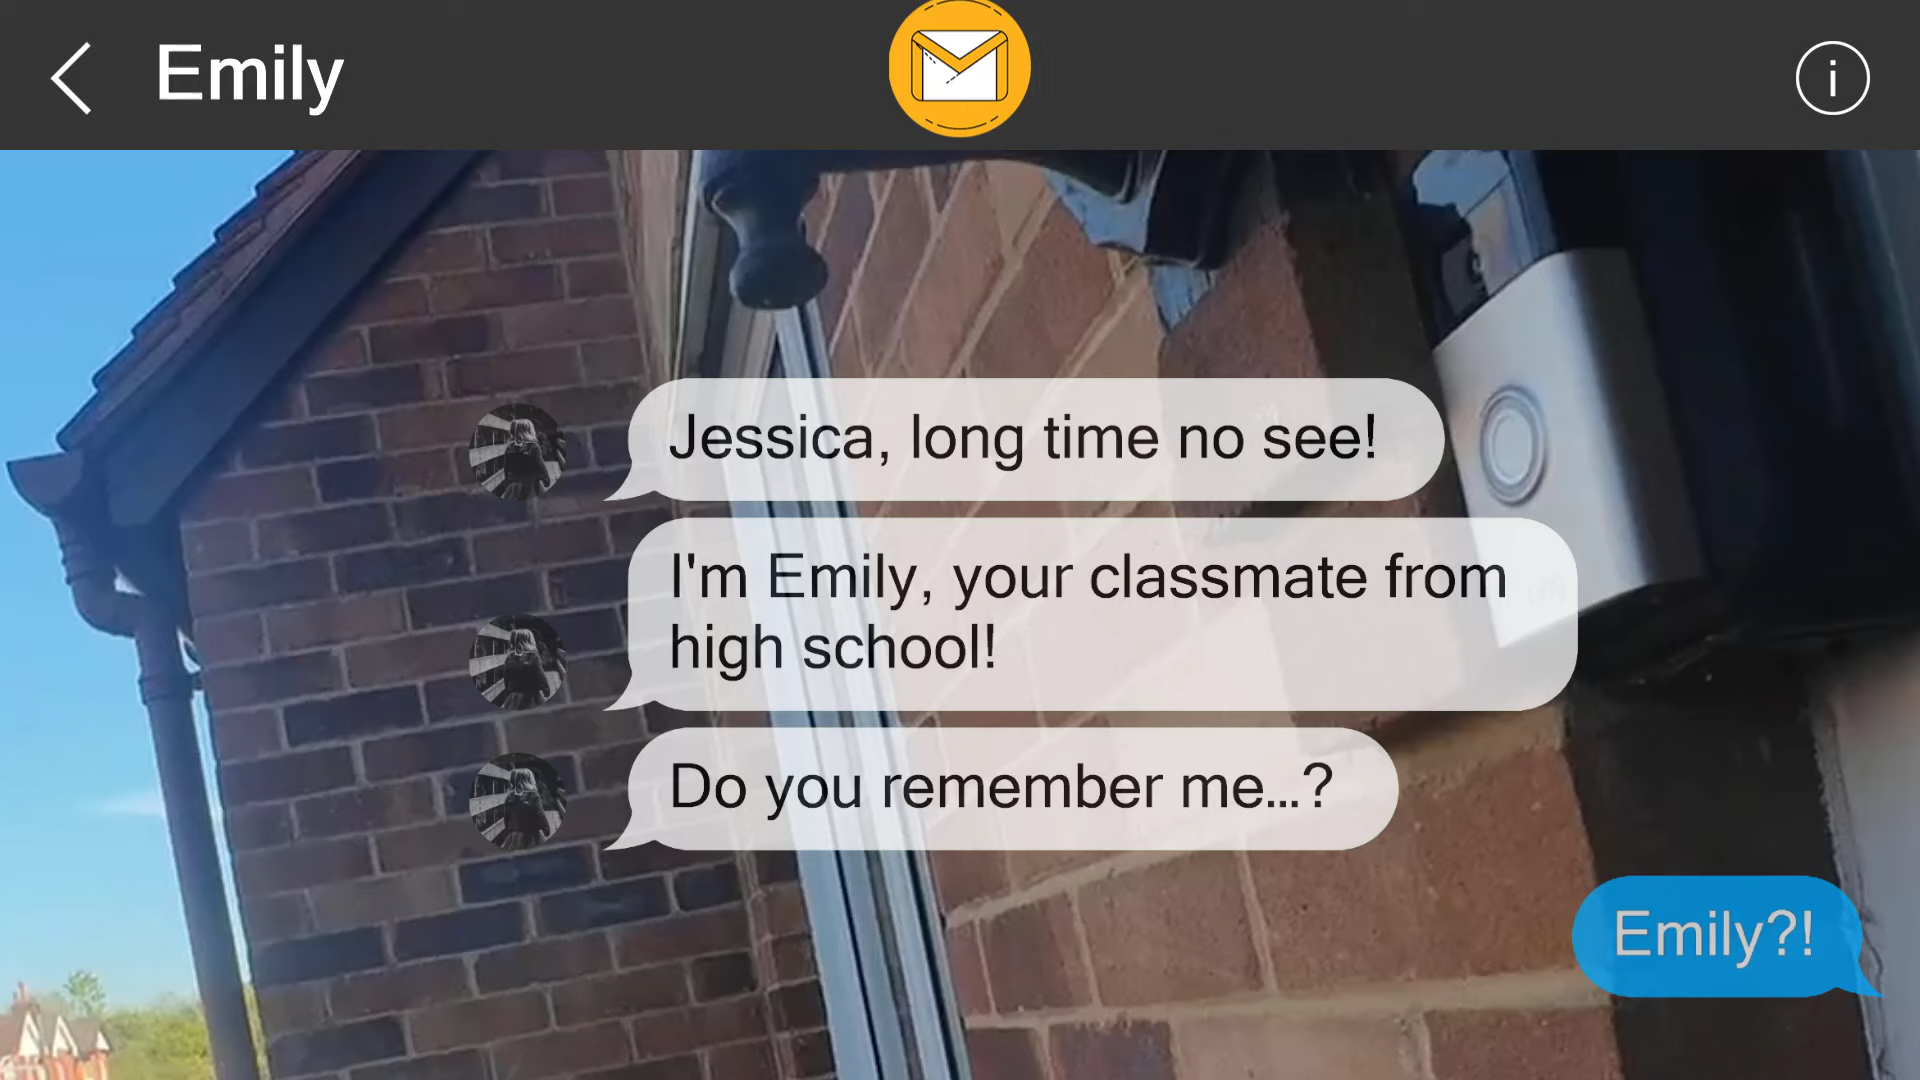 Emily
i
Jessica, long time no see!
I'm Emily, your classmate from
high school!
Do you remember me...?
Emily?!